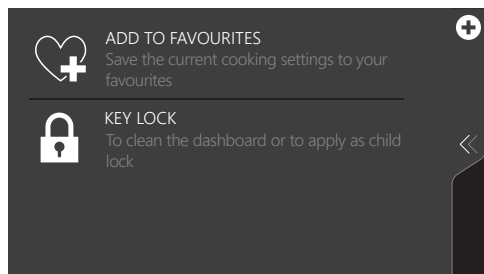 ADD TO FAVOURITES
Save the current cooking settings to your
favourites
KEY LOCK
To clean the dashboard or to apply as child
lock